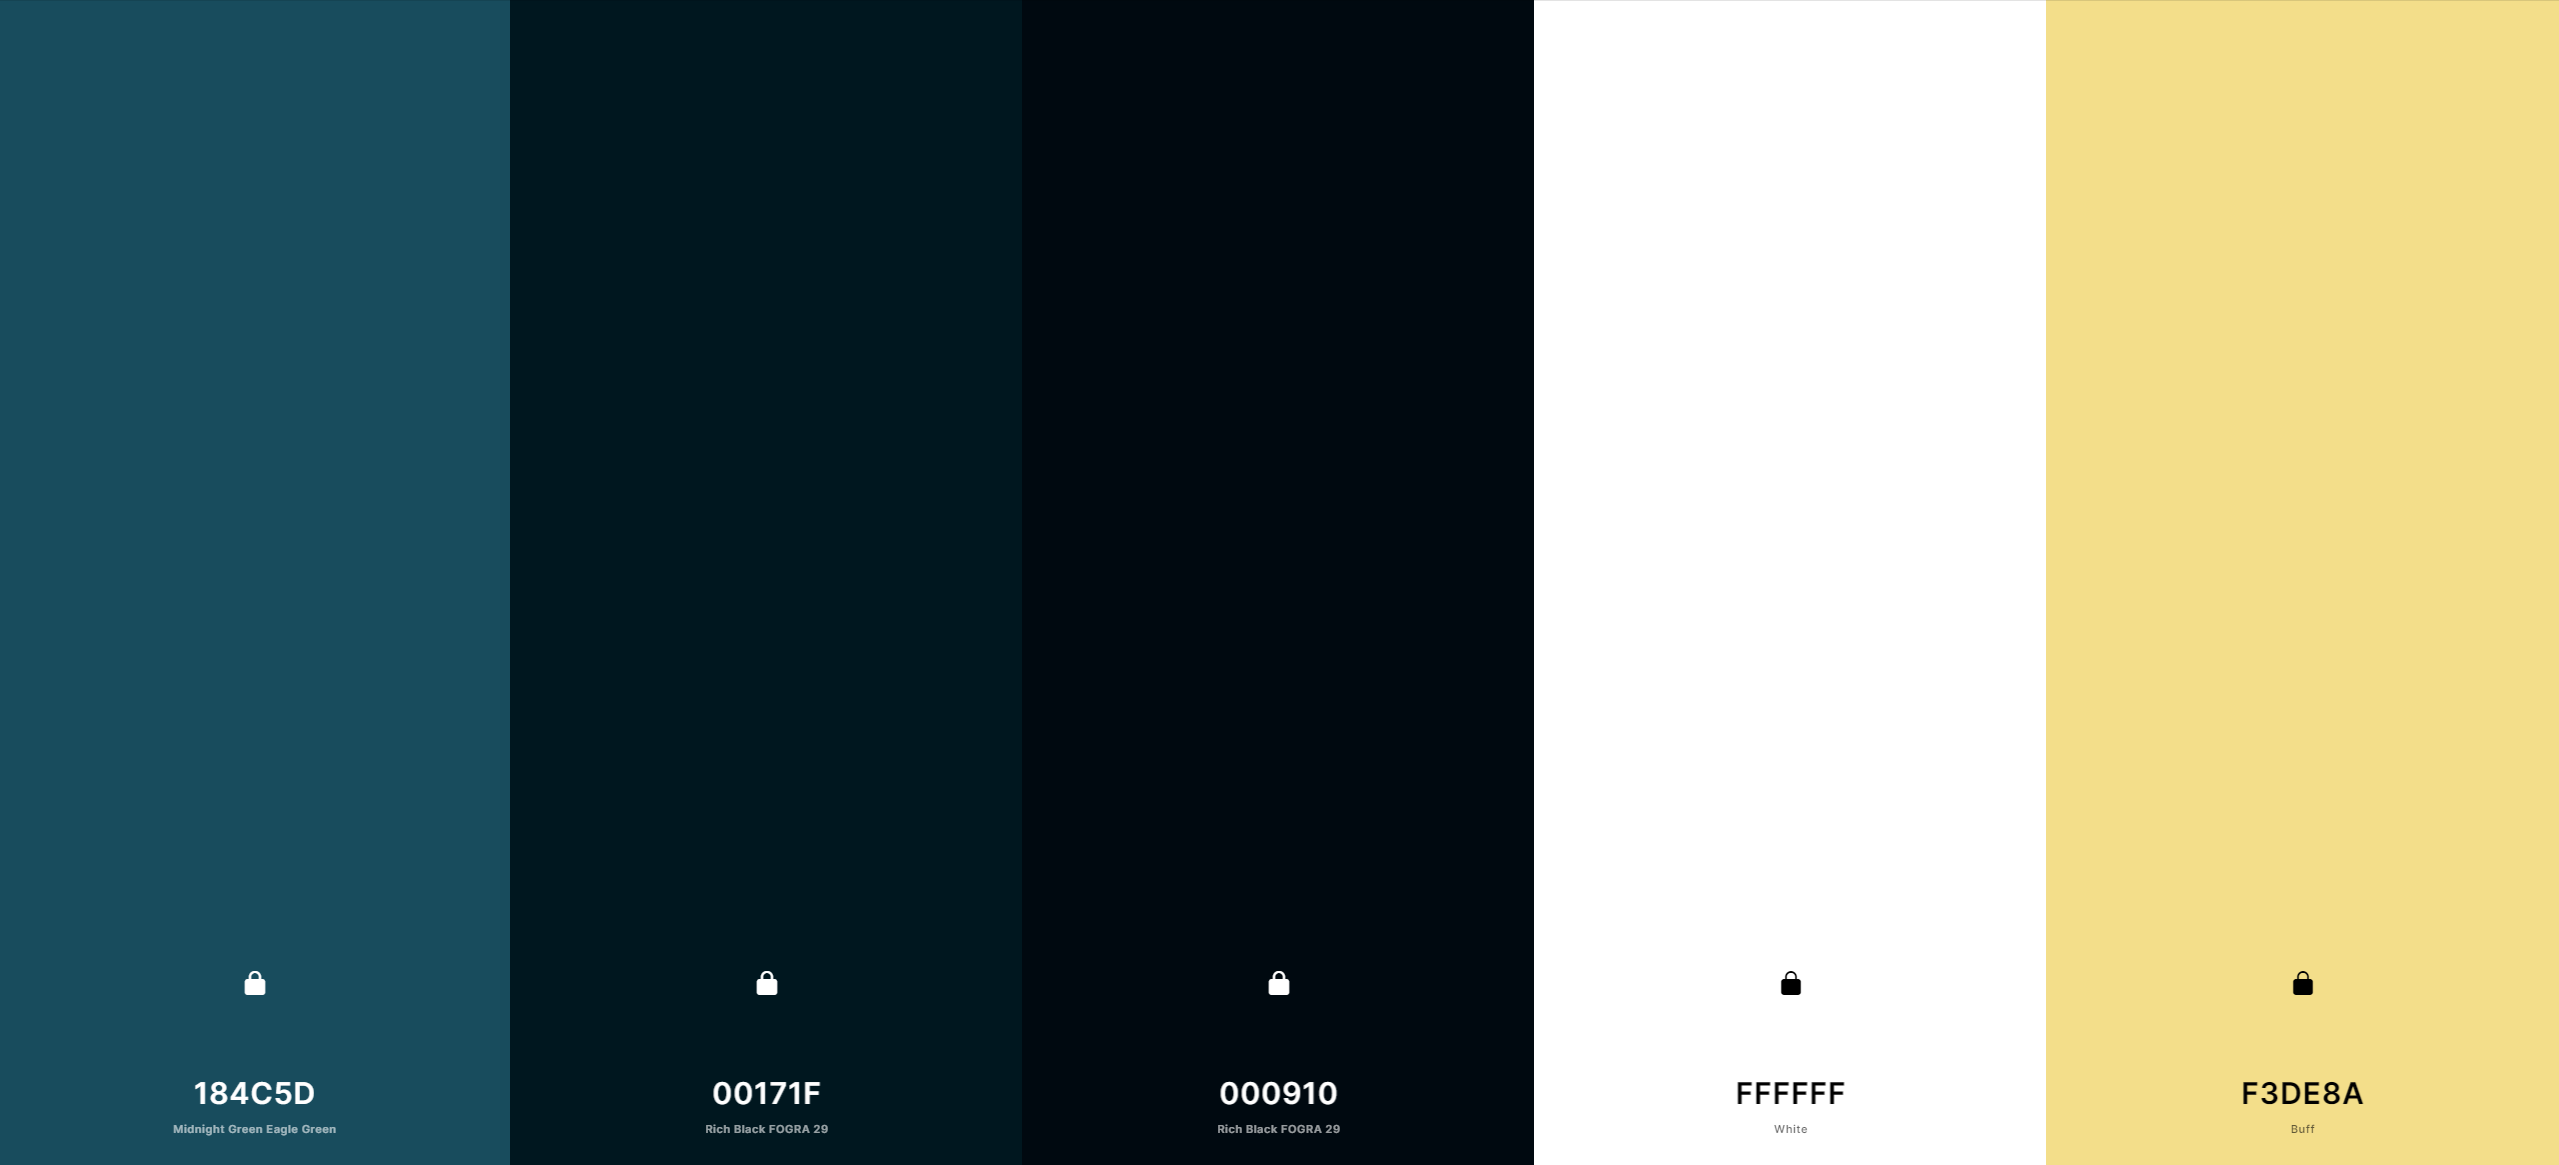 184C5D
Midnight Green Eagle Green
00171F
Rich Black FOGRA 29
000910
Rich Black FOGRA 29
FFFFFF
White
F3DE8A
Buff